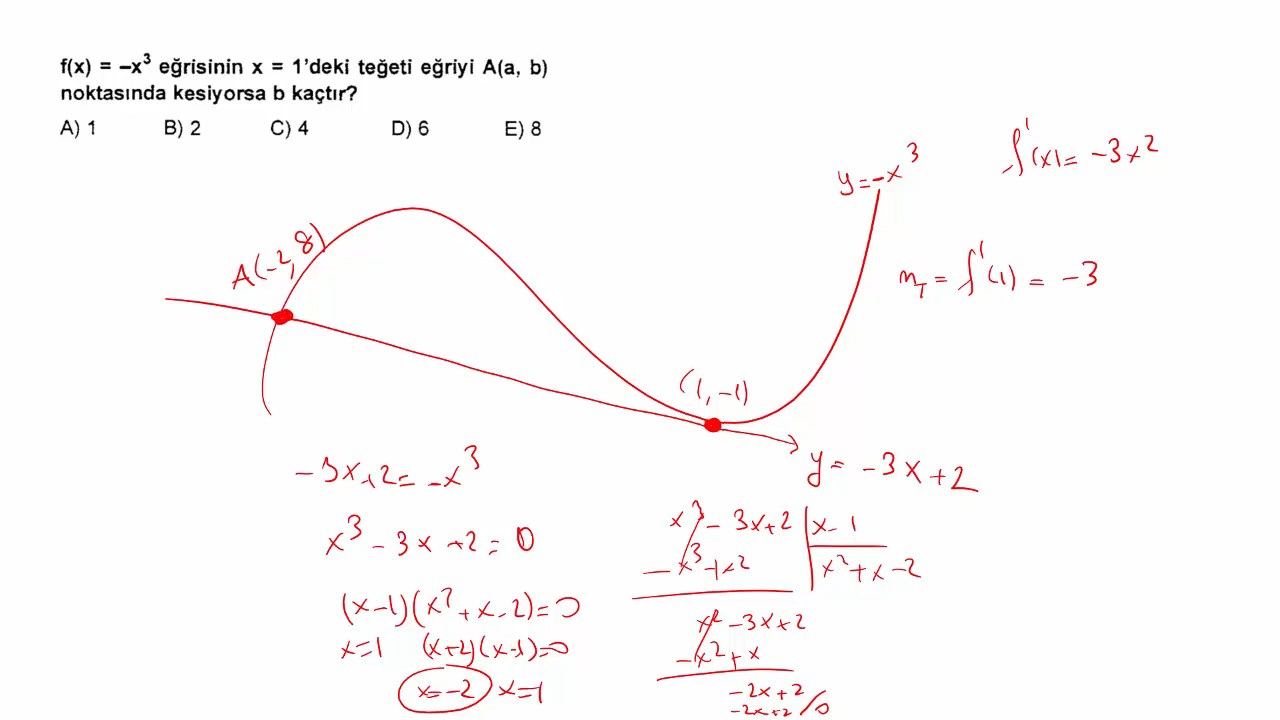 f(x) = –x³ eğrisinin x = 1'deki teğeti eğriyi A(a, b)
noktasında kesiyorsa b kaçtır?
A) 1 B) 2 C) 4 D) 6 E) 8
f'(x) = -3x²
y = -x³
m_T = f'(1) = -3
A(-2, 8)
(1, -1)
y = -3x+2
-3x+2 = -x³
x³ - 3x + 2 = 0
(x-1)(x²+x-2) = 0
x=1 (x+2)(x-1)=0
x=-2 x=1
x³ - 3x+2 | x-1
-x³+x² | x²+x-2
x² - 3x+2
-x²+x
-2x+2
-2x+2 / 0